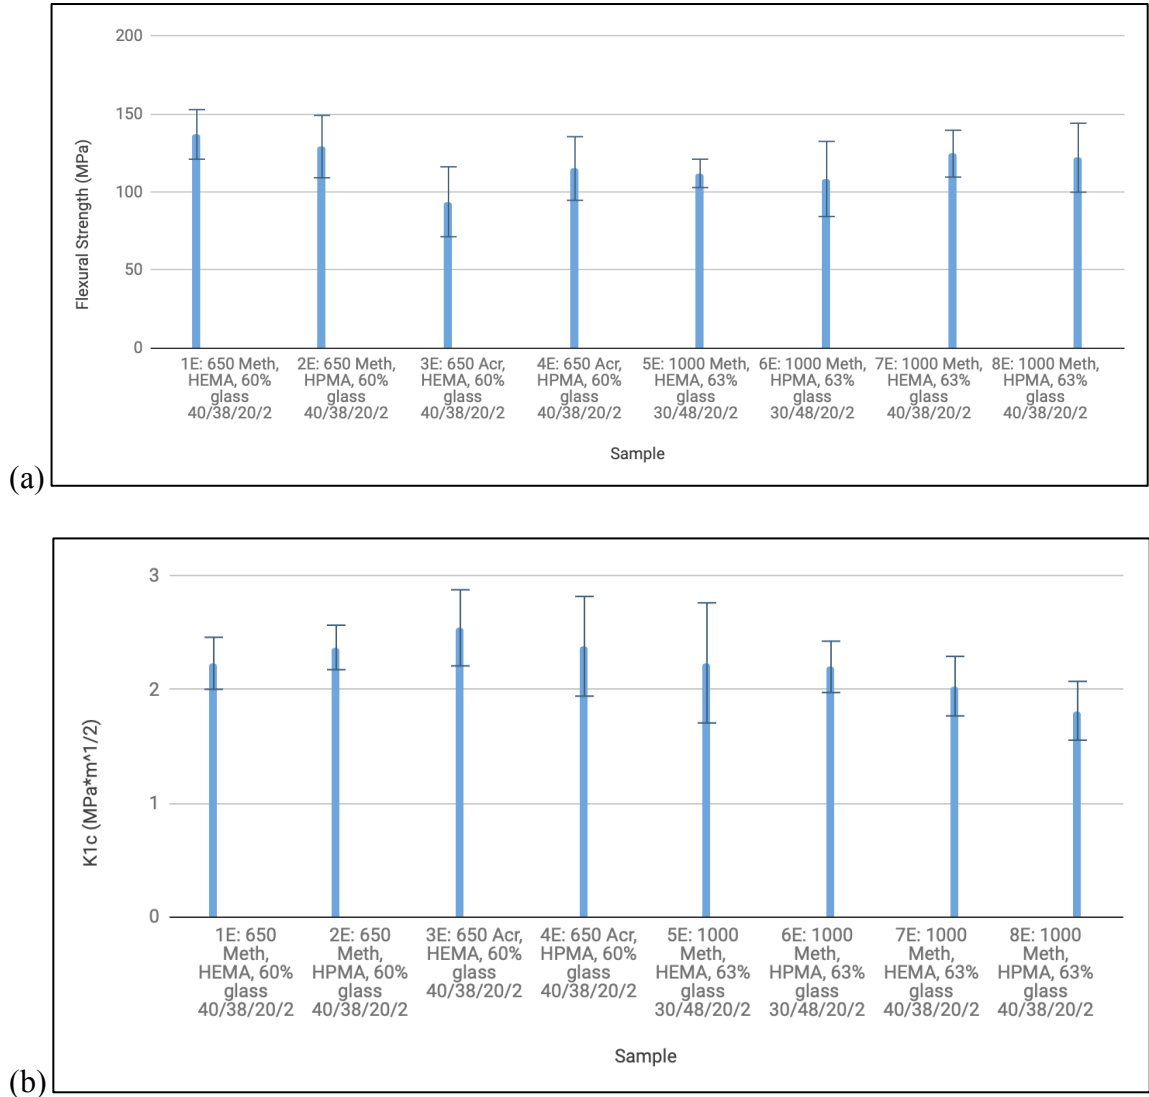 200
150
100
50
0
Flexural Strength (MPa)
1E: 650 Meth,
HEMA, 60%
glass
40/38/20/2
2E: 650 Meth,
HPMA, 60%
glass
40/38/20/2
3E: 650 Acr,
HEMA, 60%
glass
40/38/20/2
4E: 650 Acr,
HPMA, 60%
glass
40/38/20/2
5E: 1000 Meth,
HEMA, 63%
glass
30/48/20/2
6E: 1000 Meth,
HPMA, 63%
glass
30/48/20/2
7E: 1000 Meth,
HEMA, 63%
glass
40/38/20/2
8E: 1000 Meth,
HPMA, 63%
glass
40/38/20/2
Sample
(a)
3
2
1
0
K1c (MPa*m^1/2)
1E: 650
Meth,
HEMA, 60%
glass
40/38/20/2
2E: 650
Meth,
HPMA, 60%
glass
40/38/20/2
3E: 650 Acr,
HEMA, 60%
glass
40/38/20/2
4E: 650 Acr,
HPMA, 60%
glass
40/38/20/2
5E: 1000
Meth,
HEMA, 63%
glass
30/48/20/2
6E: 1000
Meth,
HPMA, 63%
glass
30/48/20/2
7E: 1000
Meth,
HEMA, 63%
glass
40/38/20/2
8E: 1000
Meth,
HPMA, 63%
glass
40/38/20/2
Sample
(b)